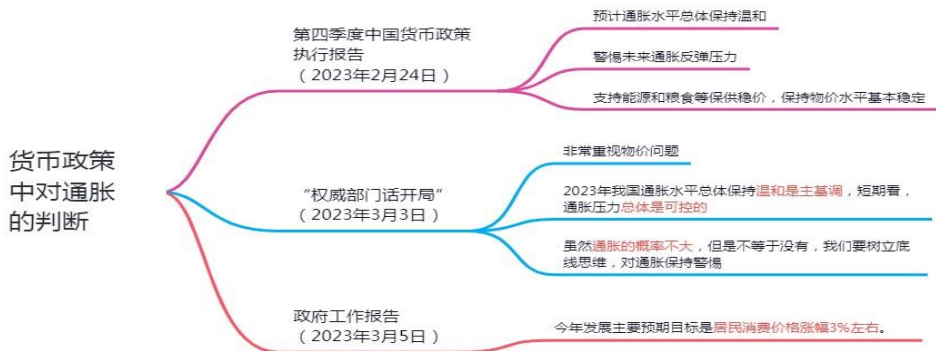 货币政策
中对通胀
的判断
第四季度中国货币政策
执行报告
（2023年2月24日）
预计通胀水平总体保持温和
警惕未来通胀反弹压力
支持能源和粮食等保供稳价，保持物价水平基本稳定
“权威部门话开局”
（2023年3月3日）
非常重视物价问题
2023年我国通胀水平总体保持温和是主基调，短期看，
通胀压力总体是可控的
虽然通胀的概率不大，但是不等于没有，我们要树立底
线思维，对通胀保持警惕
政府工作报告
（2023年3月5日）
今年发展主要预期目标是居民消费价格涨幅3%左右。